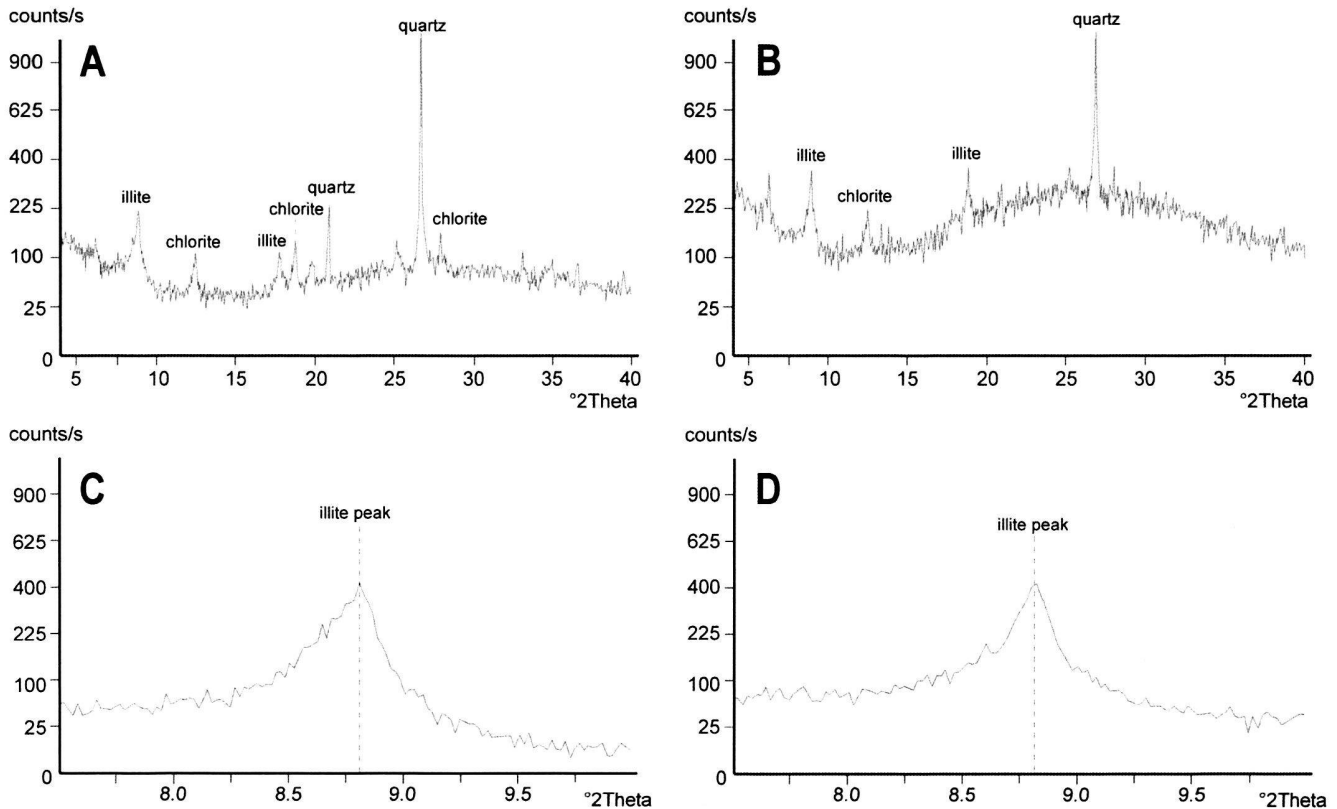 counts/s
A
900
625
400
225
100
25
0
illite
chlorite
illite
chlorite
quartz
quartz
chlorite
5 10 15 20 25 30 35 40
°2Theta
counts/s
B
900
625
400
225
100
25
0
illite
chlorite
illite
quartz
5 10 15 20 25 30 35 40
°2Theta
counts/s
C
900
625
400
225
100
25
0
illite peak
8.0 8.5 9.0 9.5
°2Theta
counts/s
D
900
625
400
225
100
25
0
illite peak
8.0 8.5 9.0 9.5
°2Theta